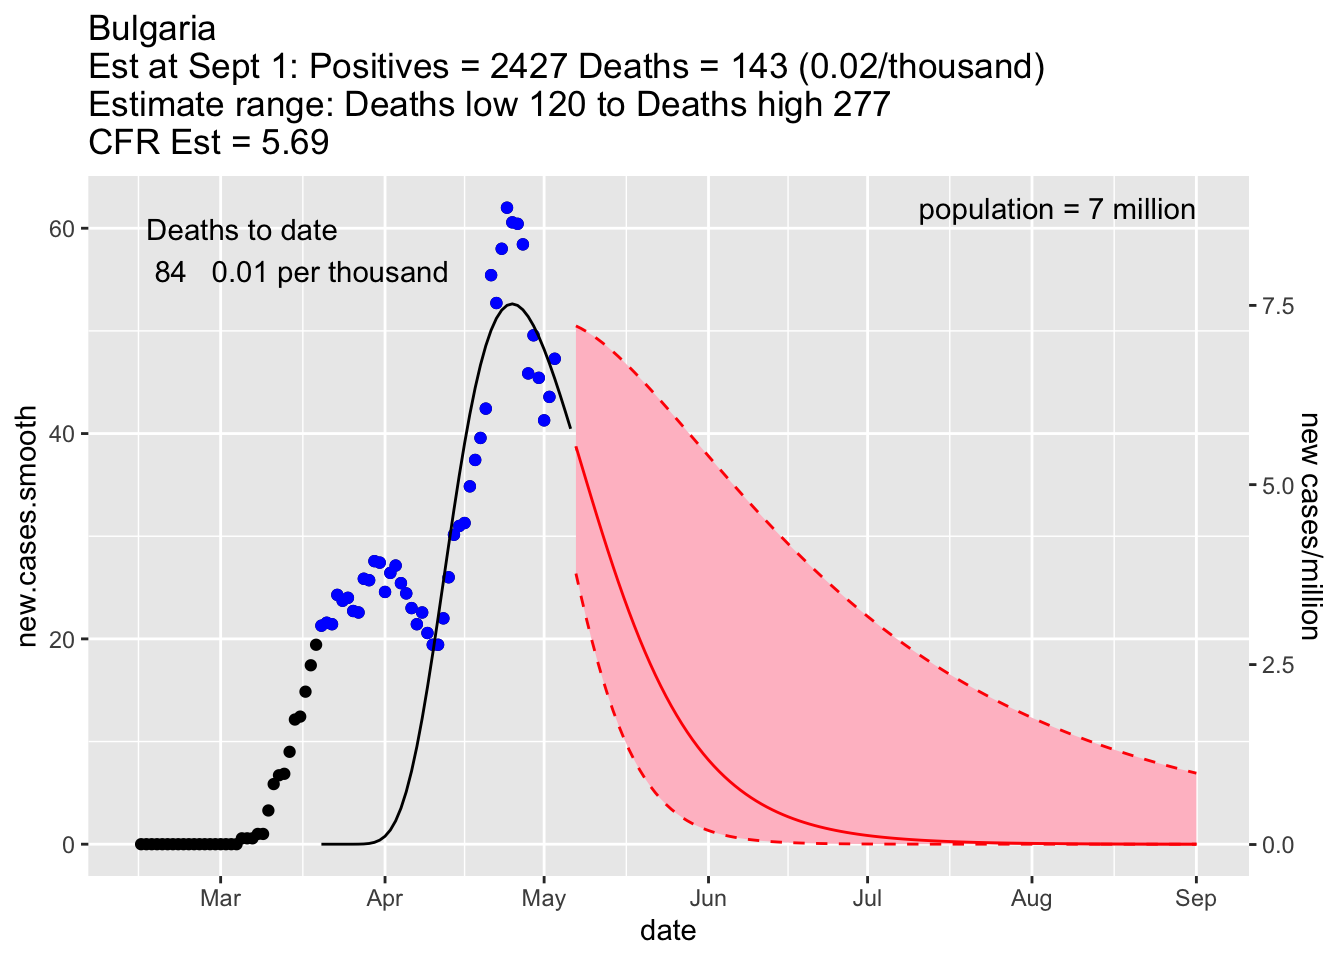 Bulgaria
Est at Sept 1: Positives = 2427 Deaths = 143 (0.02/thousand)
Estimate range: Deaths low 120 to Deaths high 277
CFR Est = 5.69
population = 7 million
Deaths to date
84 0.01 per thousand
60
40
20
0
new.cases.smooth
7.5
5.0
2.5
0.0
new cases/million
Mar Apr May Jun Jul Aug Sep
date